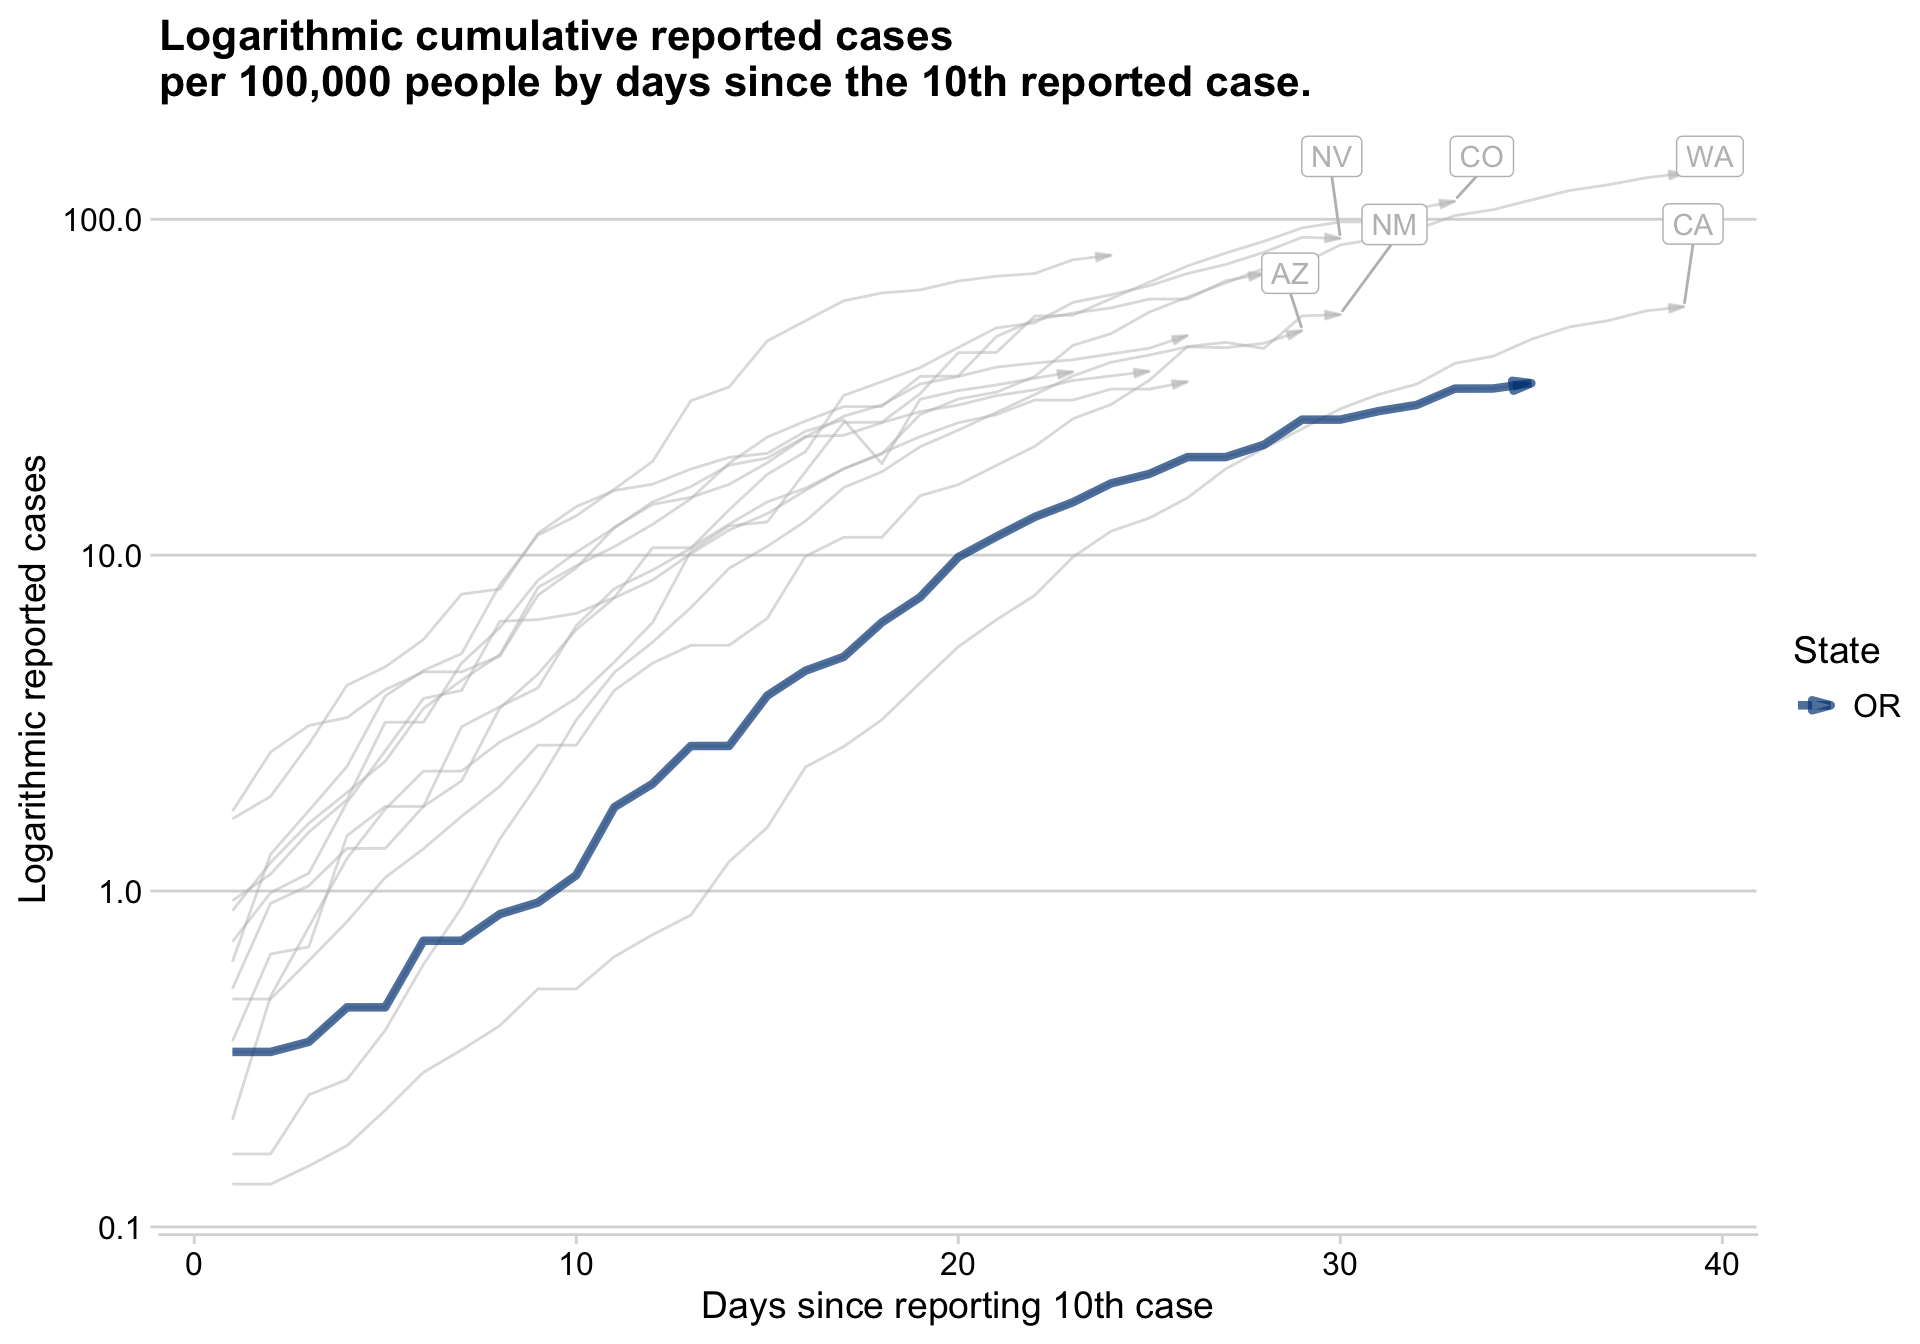 Logarithmic cumulative reported cases
per 100,000 people by days since the 10th reported case.
NV
CO
WA
NM
CA
AZ
100.0
10.0
1.0
0.1
Logarithmic reported cases
State
OR
0
10
20
30
40
Days since reporting 10th case